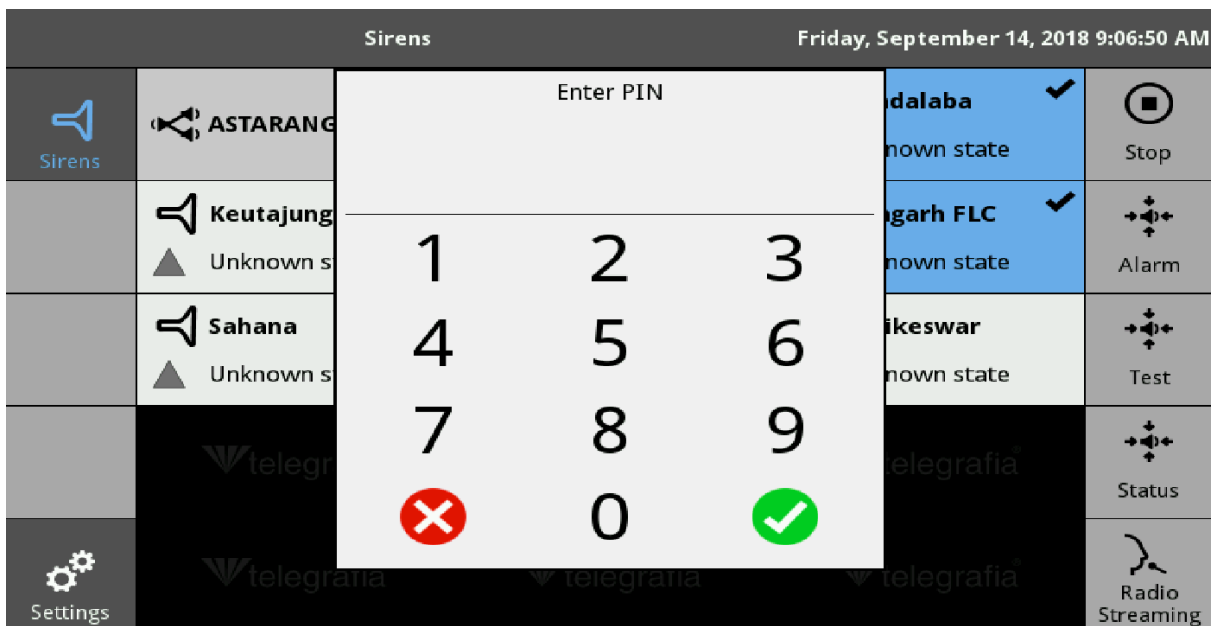 Sirens
Friday, September 14, 2018 9:06:50 AM
Sirens
ASTARANG
Enter PIN
dalaba
nown state
Stop
Keutajung
Unknown s
1 2 3
garh FLC
nown state
Alarm
Sahana
Unknown s
4 5 6
ikeswar
nown state
Test
7 8 9
telegr
elegrafia
Status
0
Settings
telegrafia
telegrafia
telegrafia
Radio
Streaming